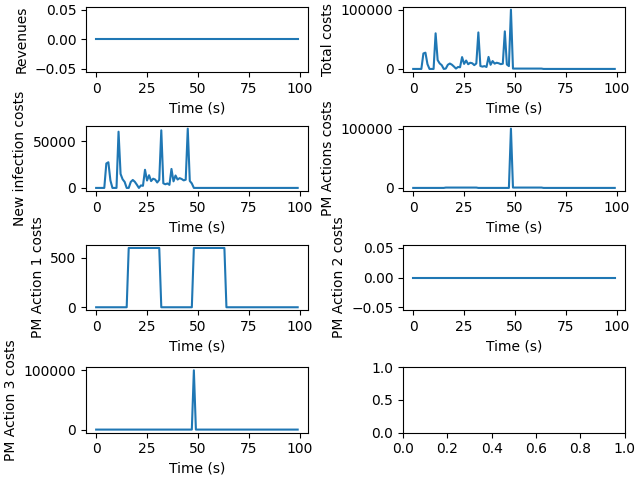 Revenues
0.05
0.00
−0.05
0 25 50 75 100
Time (s)
Total costs
100000
0
0 25 50 75 100
Time (s)
New infection costs
50000
0
0 25 50 75 100
Time (s)
PM Actions costs
100000
0
0 25 50 75 100
Time (s)
PM Action 1 costs
500
0
0 25 50 75 100
Time (s)
PM Action 2 costs
0.05
0.00
−0.05
0 25 50 75 100
Time (s)
PM Action 3 costs
100000
0
0 25 50 75 100
Time (s)
1.0
0.5
0.0
0.0 0.2 0.4 0.6 0.8 1.0